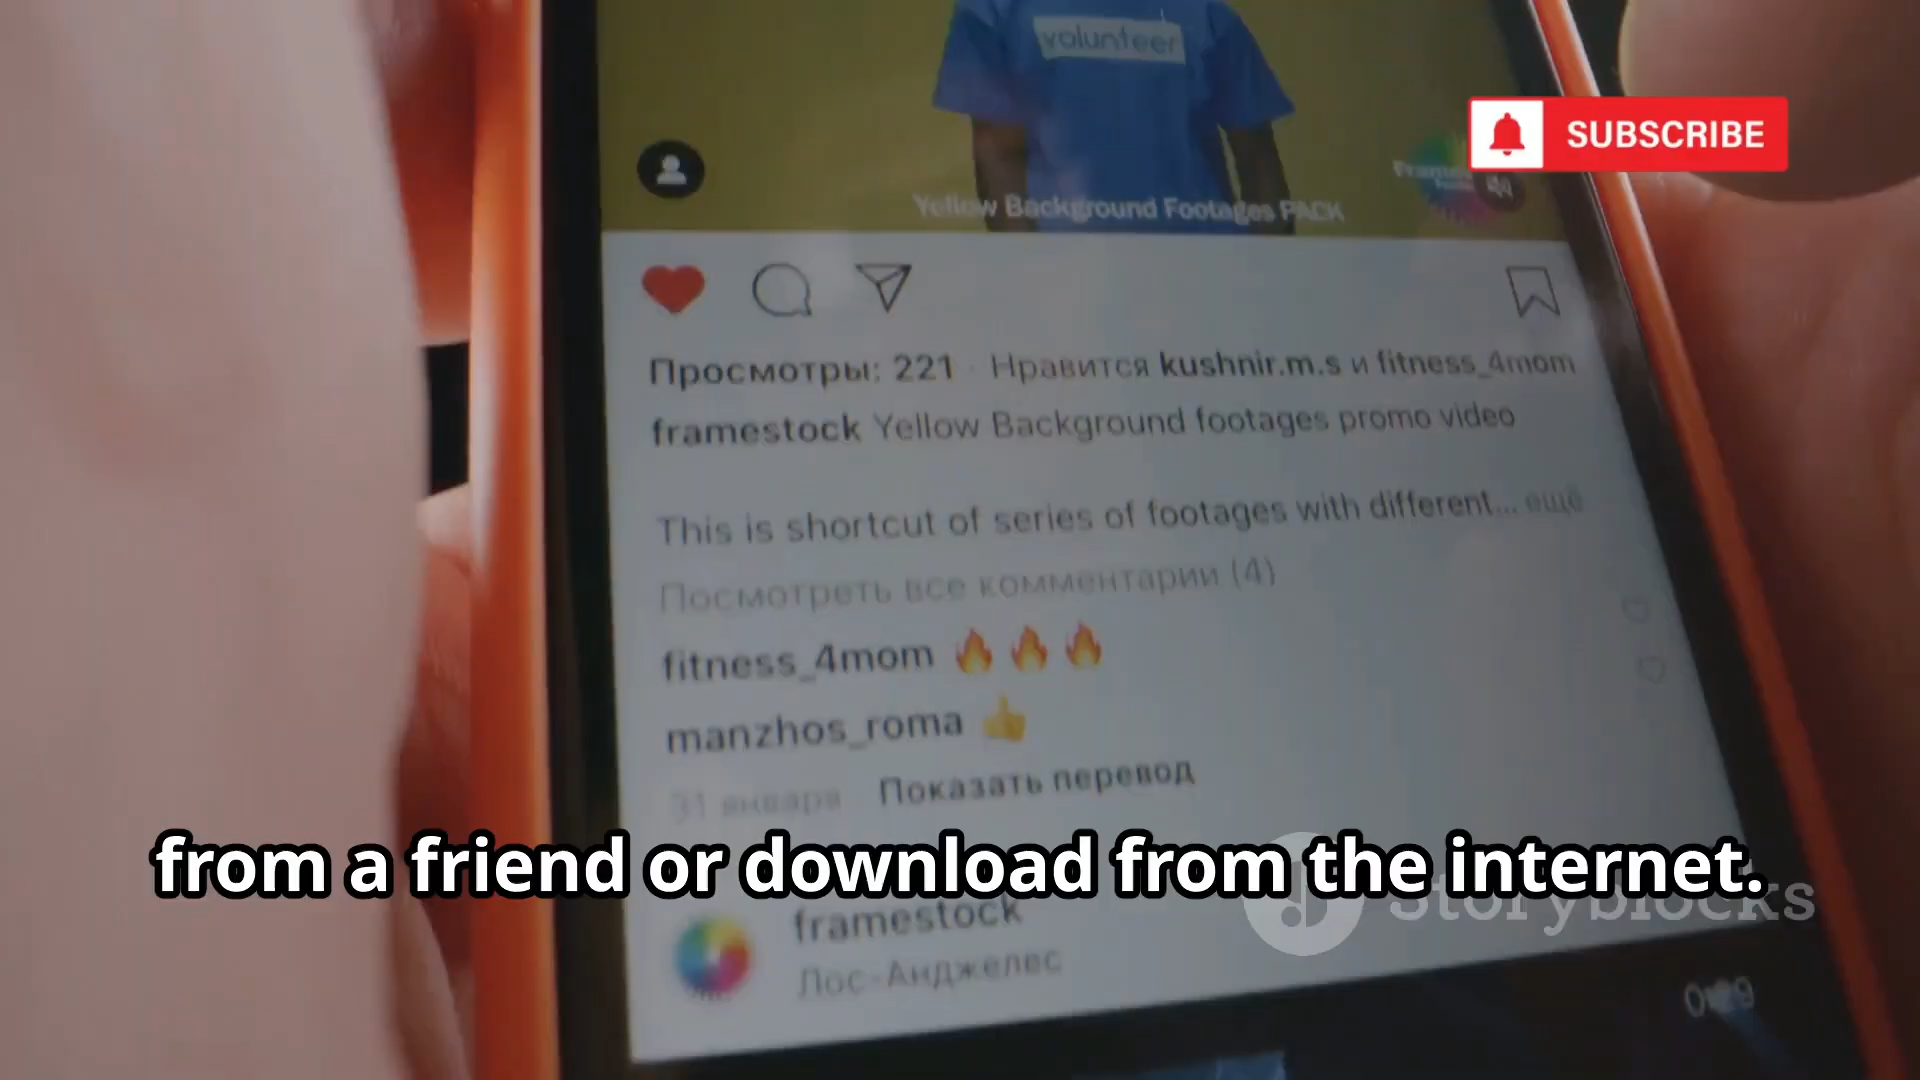 volunteer
SUBSCRIBE
Yellow Background Footages PACK
Просмотры: 221 · Нравится kushnir.m.s и fitness_4mom
framestock Yellow Background footages promo video
This is shortcut of series of footages with different... ещё
Посмотреть все комментарии (4)
fitness_4mom 🔥🔥🔥
manzhos_roma 👍
31 января Показать перевод
from a friend or download from the internet.
Storyblocks
framestock
Лос-Анджелес